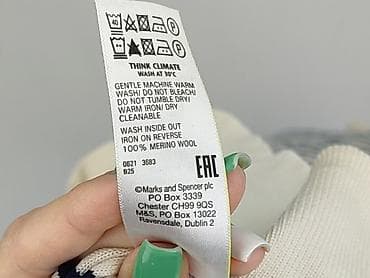 40 P
P
THINK CLIMATE
WASH AT 30°C
GENTLE MACHINE WARM
WASH/ DO NOT BLEACH/
DO NOT TUMBLE DRY/
WARM IRON/ DRY
CLEANABLE
WASH INSIDE OUT
IRON ON REVERSE
100% MERINO WOOL
0621 3683
825
EAC
©Marks and Spencer plc
PO Box 3339
Chester CH99 9QS
M&S, PO Box 13022
Ravensdale, Dublin 2